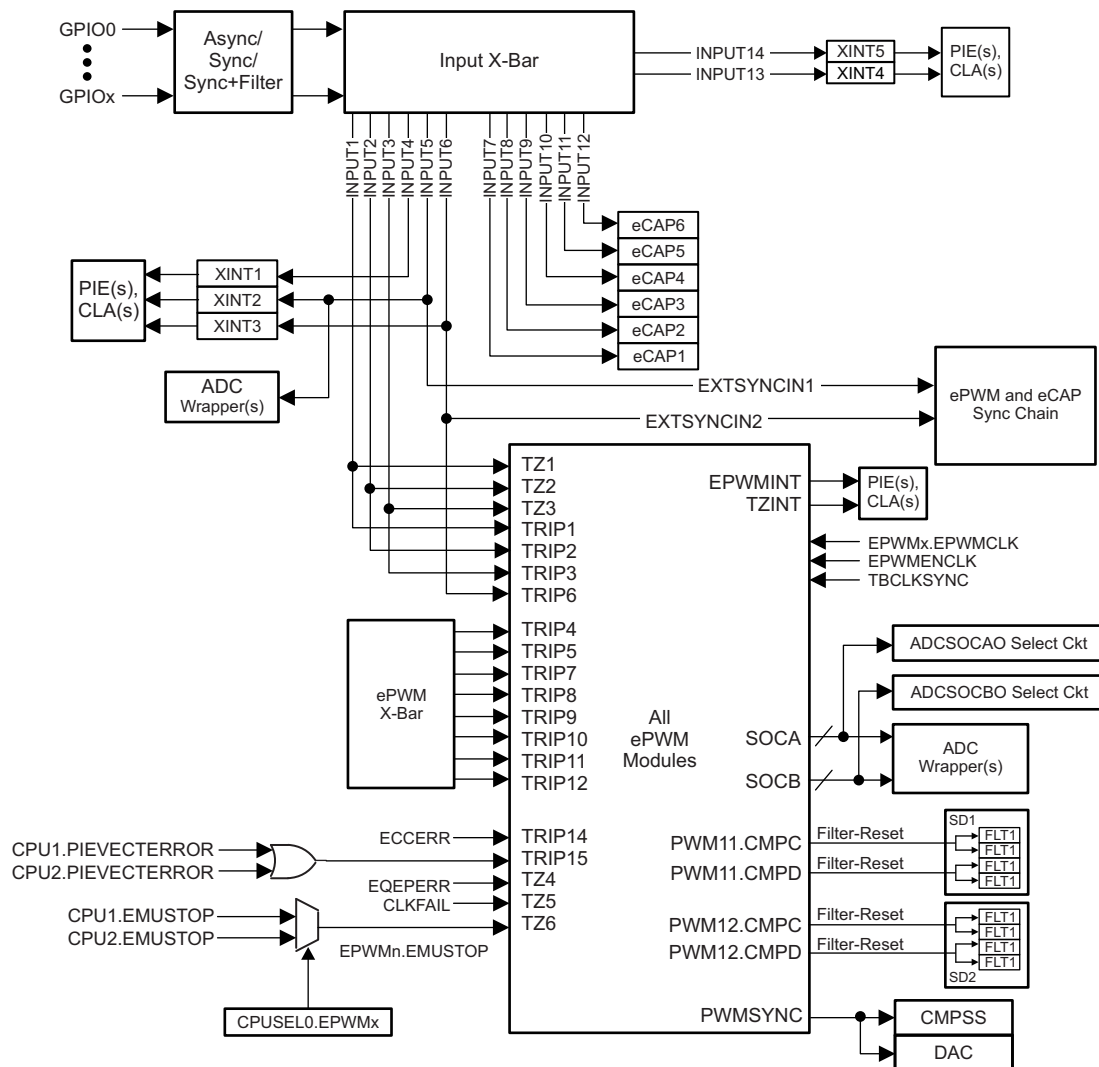 GPIO0
GPIOx
Async/
Sync/
Sync+Filter
Input X-Bar
INPUT14
INPUT13
XINT5
XINT4
PIE(s),
CLA(s)
INPUT1
INPUT2
INPUT3
INPUT4
INPUT5
INPUT6
INPUT7
INPUT8
INPUT9
INPUT10
INPUT11
INPUT12
eCAP6
eCAP5
eCAP4
eCAP3
eCAP2
eCAP1
PIE(s),
CLA(s)
XINT1
XINT2
XINT3
ADC
Wrapper(s)
EXTSYNCIN1
EXTSYNCIN2
ePWM and eCAP
Sync Chain
TZ1
TZ2
TZ3
TRIP1
TRIP2
TRIP3
TRIP6
EPWMINT
TZINT
PIE(s),
CLA(s)
EPWMx.EPWMCLK
EPWMENCLK
TBCLKSYNC
ePWM
X-Bar
TRIP4
TRIP5
TRIP7
TRIP8
TRIP9
TRIP10
TRIP11
TRIP12
All
ePWM
Modules
ADCSOCAO Select Ckt
ADCSOCBO Select Ckt
SOCA
SOCB
ADC
Wrapper(s)
ECCERR
TRIP14
CPU1.PIEVECTERROR
CPU2.PIEVECTERROR
TRIP15
EQEPERR
TZ4
CLKFAIL
TZ5
CPU1.EMUSTOP
CPU2.EMUSTOP
TZ6
EPWMn.EMUSTOP
CPUSEL0.EPWMx
PWM11.CMPC
Filter-Reset
PWM11.CMPD
Filter-Reset
SD1
FLT1
FLT1
FLT1
FLT1
PWM12.CMPC
Filter-Reset
PWM12.CMPD
Filter-Reset
FLT1
FLT1
FLT1
FLT1
SD2
PWMSYNC
CMPSS
DAC